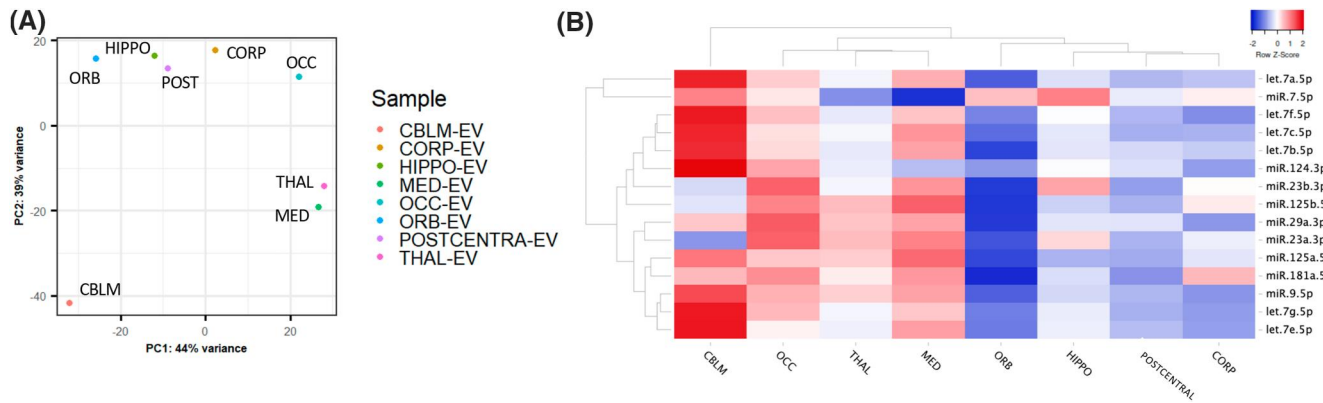 (A)
20
0
-20
-40
PC2: 39% variance
HIPPO
CORP
OCC
ORB
POST
THAL
MED
CBLM
-20
0
20
PC1: 44% variance
Sample
CBLM-EV
CORP-EV
HIPPO-EV
MED-EV
OCC-EV
ORB-EV
POSTCENTRA-EV
THAL-EV
(B)
-2 0 2
Row Z-Score
let.7a.5p
miR.7.5p
let.7f.5p
let.7c.5p
let.7b.5p
miR.124.3p
miR.23b.3p
miR.125b.5
miR.29a.3p
miR.23a.3p
miR.125a.5
miR.181a.5
miR.9.5p
let.7g.5p
let.7e.5p
CBLM
OCC
THAL
MED
ORB
HIPPO
POSTCENTRAL
CORP